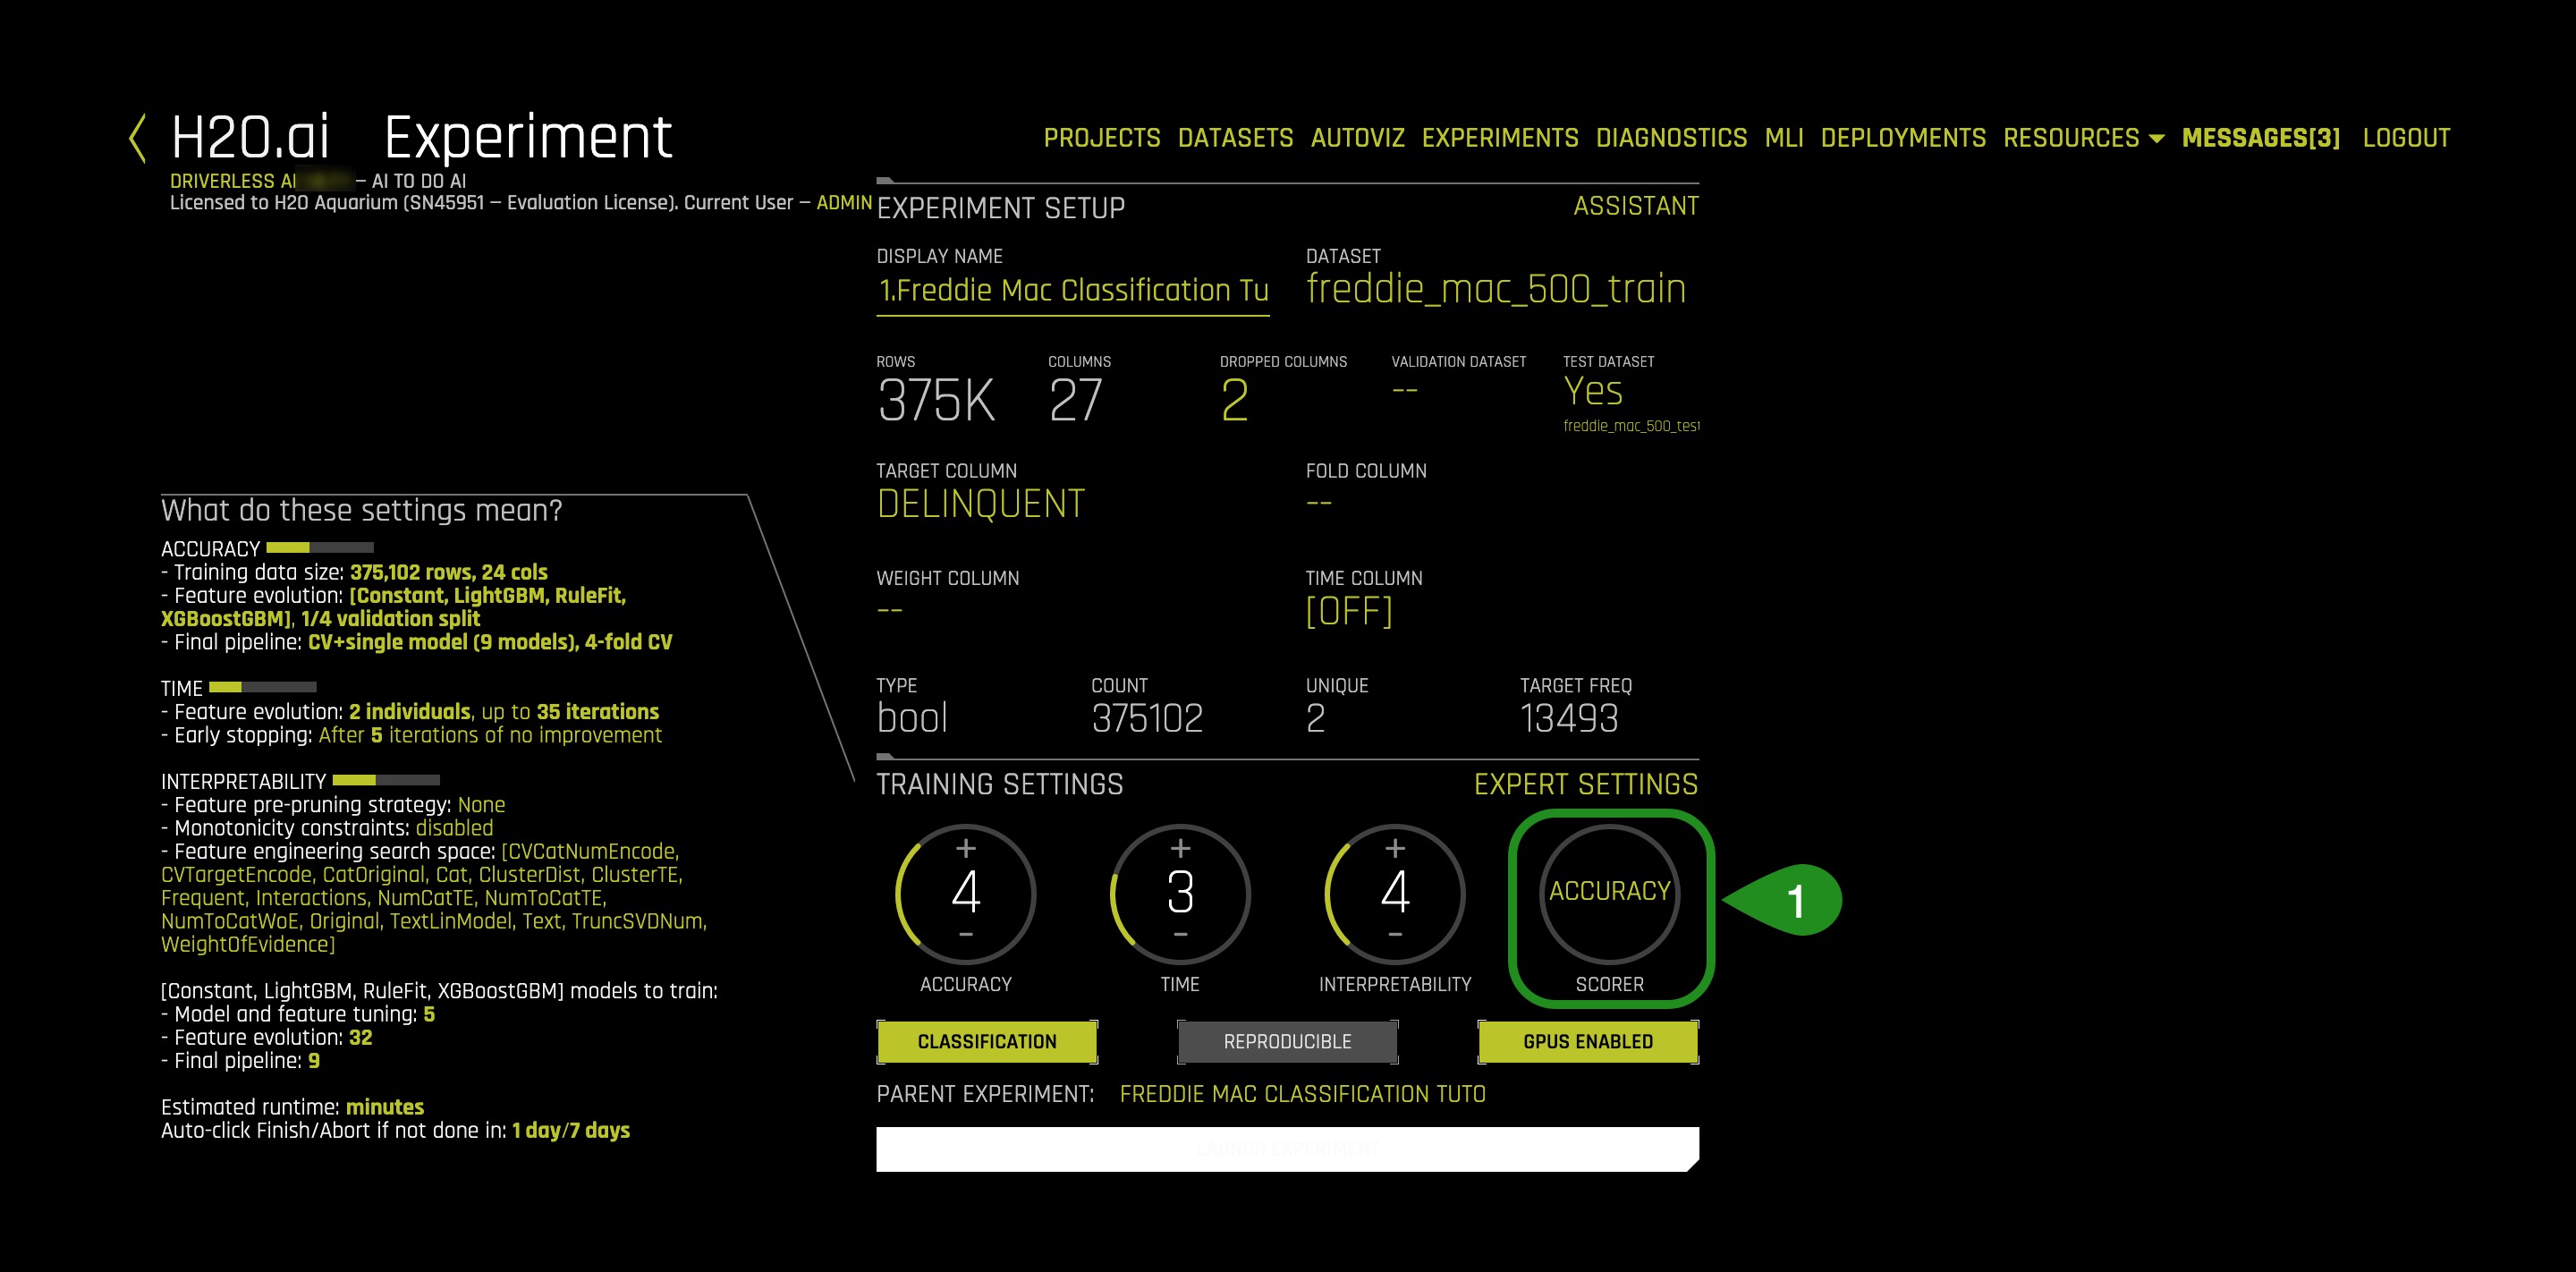 H2O.ai Experiment
PROJECTS DATASETS AUTOVIZ EXPERIMENTS DIAGNOSTICS MLI DEPLOYMENTS RESOURCES MESSAGES[3] LOGOUT
DRIVERLESS AI – AI TO DO AI
Licensed to H2O Aquarium (SN45951 – Evaluation License). Current User – ADMIN
EXPERIMENT SETUP ASSISTANT
DISPLAY NAME DATASET
1.Freddie Mac Classification Tu freddie_mac_500_train
ROWS COLUMNS DROPPED COLUMNS VALIDATION DATASET TEST DATASET
375K 27 2 -- Yes
freddie_mac_500_test
TARGET COLUMN FOLD COLUMN
DELINQUENT --
WEIGHT COLUMN TIME COLUMN
-- [OFF]
TYPE COUNT UNIQUE TARGET FREQ
bool 375102 2 13493
What do these settings mean?
ACCURACY
- Training data size: 375,102 rows, 24 cols
- Feature evolution: [Constant, LightGBM, RuleFit,
XGBoostGBM], 1/4 validation split
- Final pipeline: CV+single model (9 models), 4-fold CV
TIME
- Feature evolution: 2 individuals, up to 35 iterations
- Early stopping: After 5 iterations of no improvement
INTERPRETABILITY
- Feature pre-pruning strategy: None
- Monotonicity constraints: disabled
- Feature engineering search space: [CVCatNumEncode,
CVTargetEncode, CatOriginal, Cat, ClusterDist, ClusterTE,
Frequent, Interactions, NumCatTE, NumToCatTE,
NumToCatWoE, Original, TextLinModel, Text, TruncSVDNum,
WeightOfEvidence]
[Constant, LightGBM, RuleFit, XGBoostGBM] models to train:
- Model and feature tuning: 5
- Feature evolution: 32
- Final pipeline: 9
Estimated runtime: minutes
Auto-click Finish/Abort if not done in: 1 day/7 days
TRAINING SETTINGS EXPERT SETTINGS
+ + +
4 3 4 ACCURACY 1
- - -
ACCURACY TIME INTERPRETABILITY SCORER
CLASSIFICATION REPRODUCIBLE GPUS ENABLED
PARENT EXPERIMENT: FREDDIE MAC CLASSIFICATION TUTO
LAUNCH EXPERIMENT